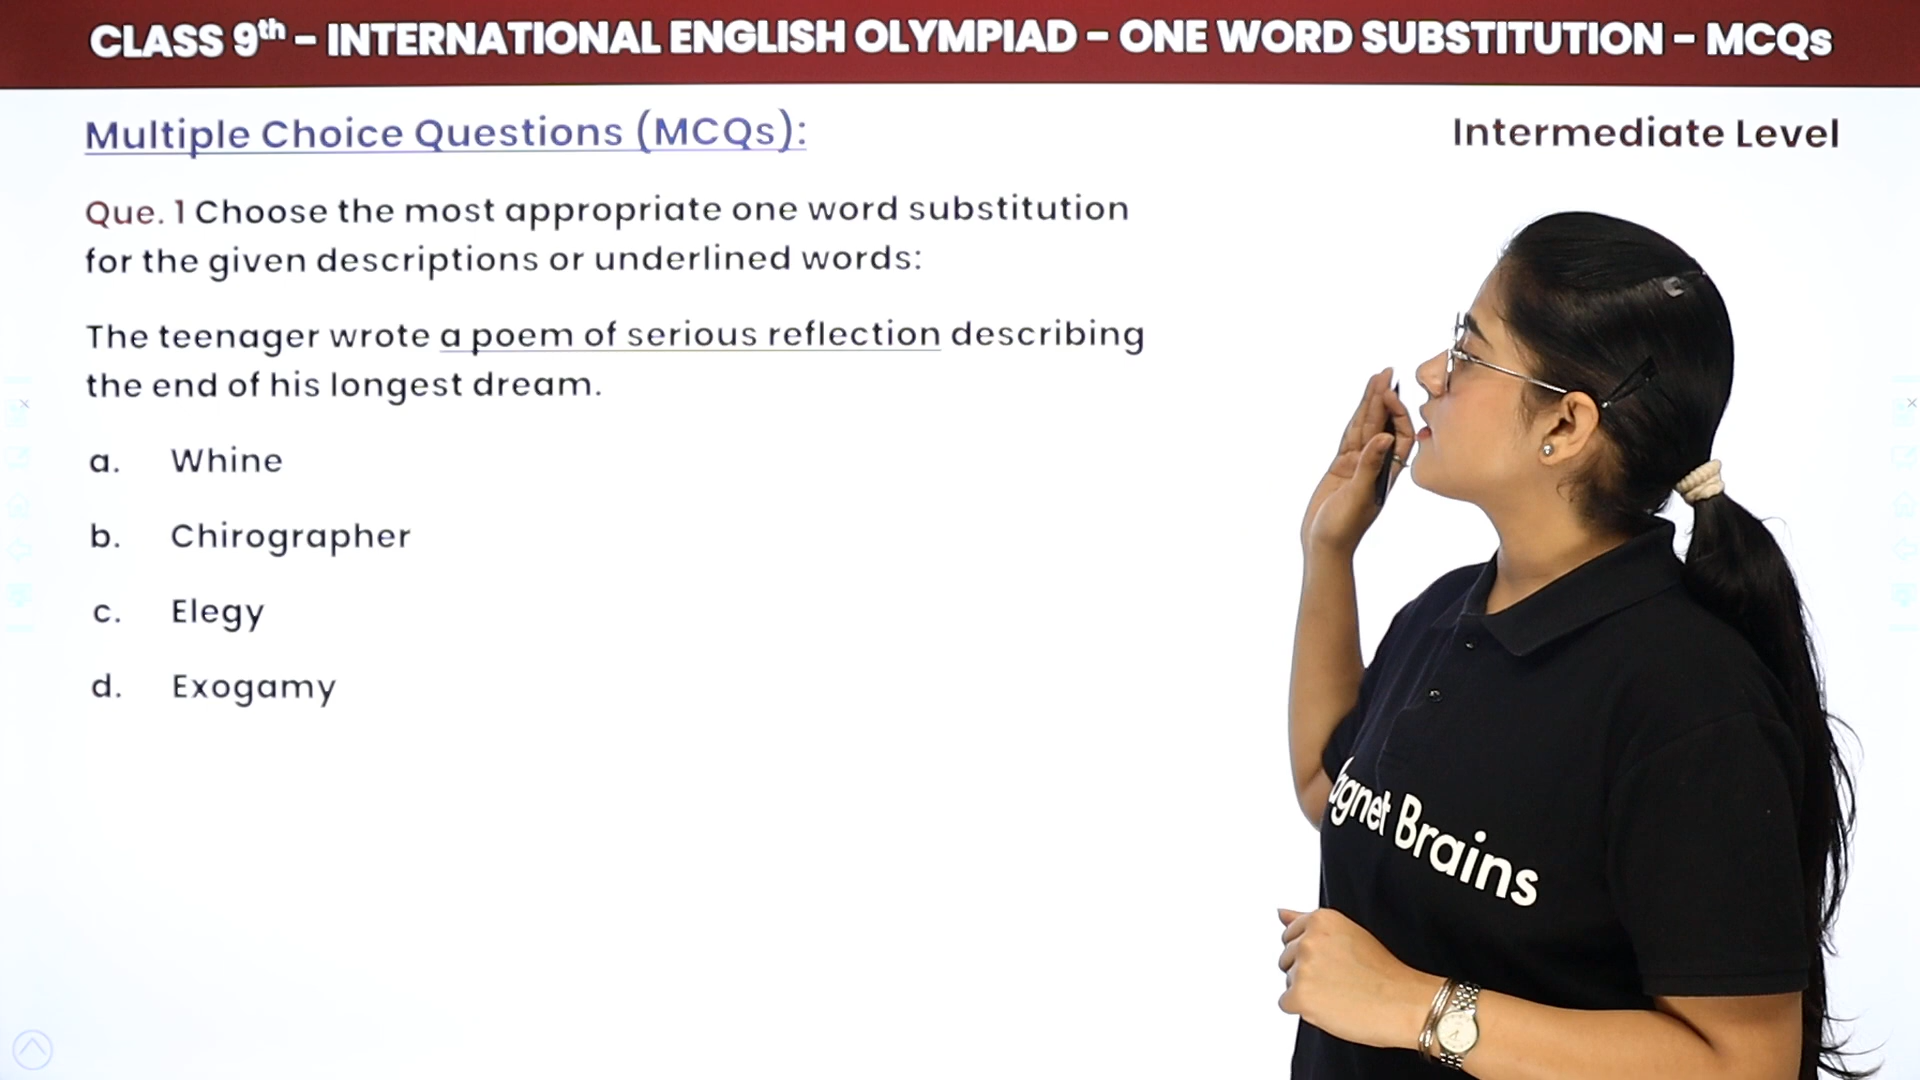 CLASS 9th – INTERNATIONAL ENGLISH OLYMPIAD – ONE WORD SUBSTITUTION – MCQs
Multiple Choice Questions (MCQs):
Intermediate Level
Que. 1 Choose the most appropriate one word substitution
for the given descriptions or underlined words:
The teenager wrote a poem of serious reflection describing
the end of his longest dream.
a. Whine
b. Chirographer
c. Elegy
d. Exogamy
agnet Brains